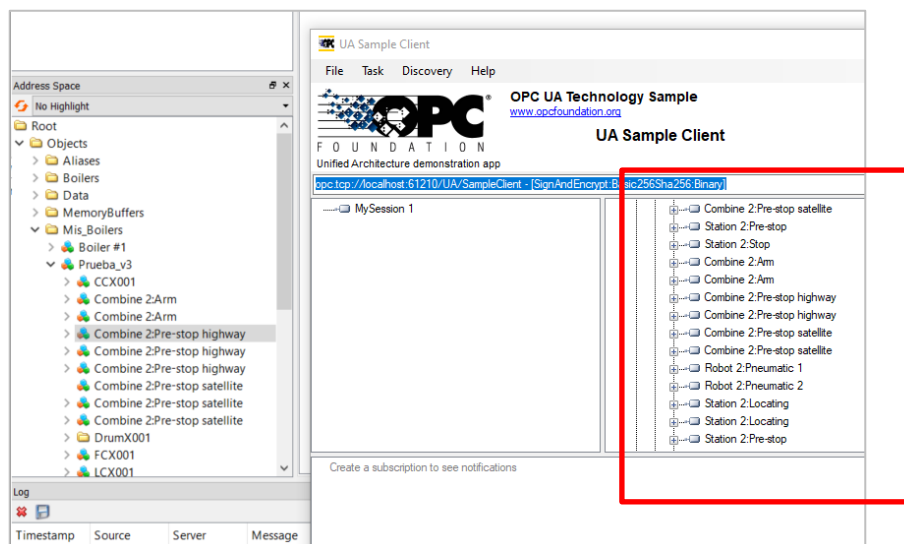 UA Sample Client
File Task Discovery Help
OPC
FOUNDATION
Unified Architecture demonstration app
OPC UA Technology Sample
www.opcfoundation.org
UA Sample Client
opc.tcp://localhost:61210/UA/SampleClient - [SignAndEncrypt:Basic256Sha256:Binary]
Address Space
No Highlight
Root
Objects
Aliases
Boilers
Data
MemoryBuffers
Mis_Boilers
Boiler #1
Prueba_v3
CCX001
Combine 2:Arm
Combine 2:Arm
Combine 2:Pre-stop highway
Combine 2:Pre-stop highway
Combine 2:Pre-stop highway
Combine 2:Pre-stop satellite
Combine 2:Pre-stop satellite
Combine 2:Pre-stop satellite
DrumX001
FCX001
LCX001
MySession 1
Combine 2:Pre-stop satellite
Station 2:Pre-stop
Station 2:Stop
Combine 2:Arm
Combine 2:Arm
Combine 2:Pre-stop highway
Combine 2:Pre-stop highway
Combine 2:Pre-stop satellite
Combine 2:Pre-stop satellite
Robot 2:Pneumatic 1
Robot 2:Pneumatic 2
Station 2:Locating
Station 2:Locating
Station 2:Pre-stop
Create a subscription to see notifications
Log
Timestamp Source Server Message